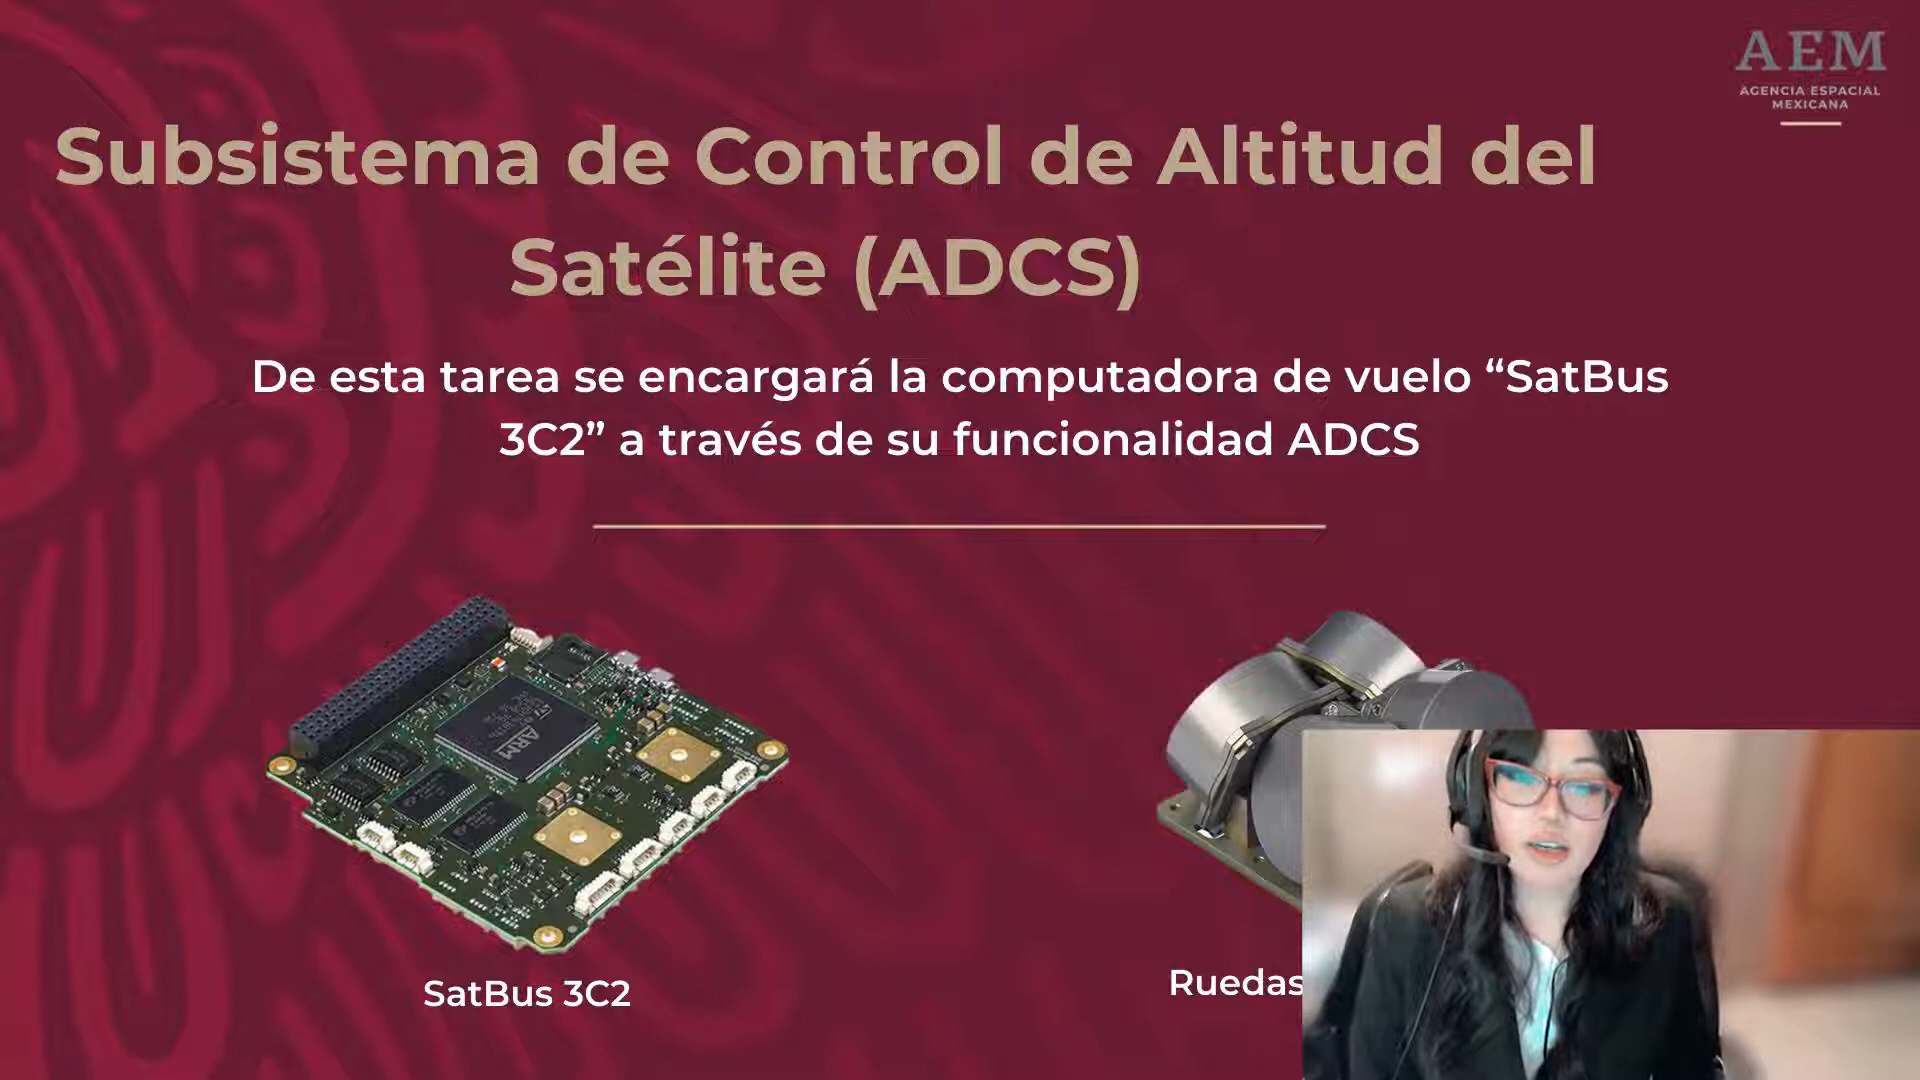 AEM
AGENCIA ESPACIAL
MEXICANA
Subsistema de Control de Altitud del
Satélite (ADCS)
De esta tarea se encargará la computadora de vuelo “SatBus
3C2” a través de su funcionalidad ADCS
ARM
SatBus 3C2
Ruedas